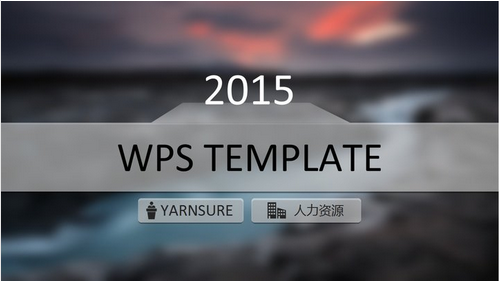 2015
WPS TEMPLATE
YARNSURE 人力资源